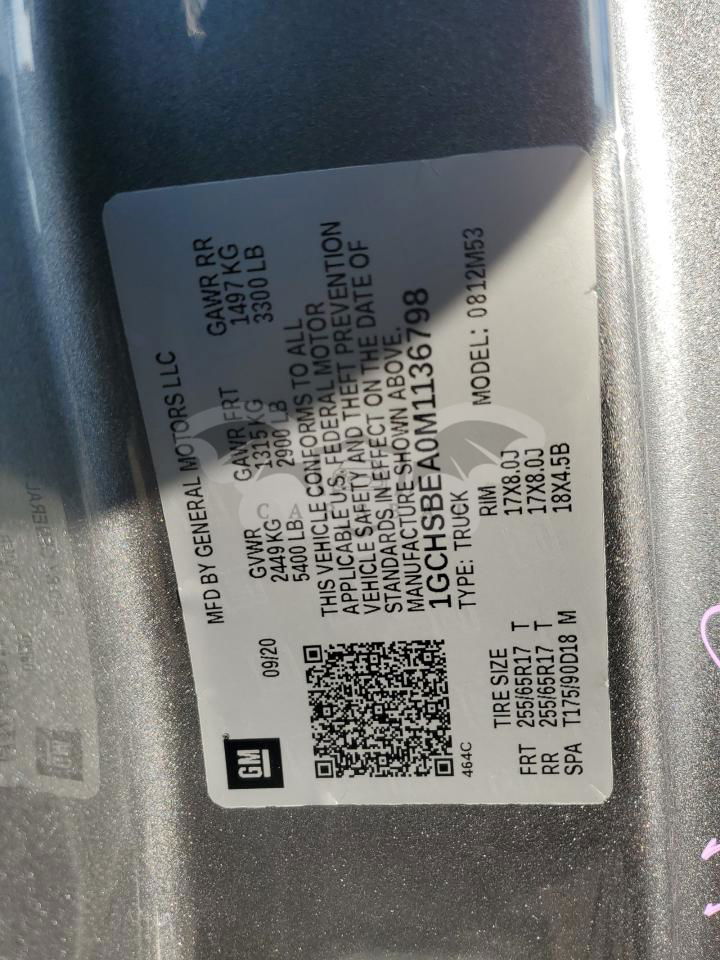 GM
MFD BY GENERAL MOTORS LLC
09/20
GVWR GAWR FRT GAWR RR
2449 KG 1315 KG 1497 KG
5400 LB 2900 LB 3300 LB
THIS VEHICLE CONFORMS TO ALL
APPLICABLE U.S. FEDERAL MOTOR
VEHICLE SAFETY AND THEFT PREVENTION
STANDARDS IN EFFECT ON THE DATE OF
MANUFACTURE SHOWN ABOVE.
1GCHSBEA0M1136798
464C
TYPE: TRUCK MODEL: 0812M53
TIRE SIZE RIM
FRT 255/65R17 T 17X8.0J
RR 255/65R17 T 17X8.0J
SPA T175/90D18 M 18X4.5B